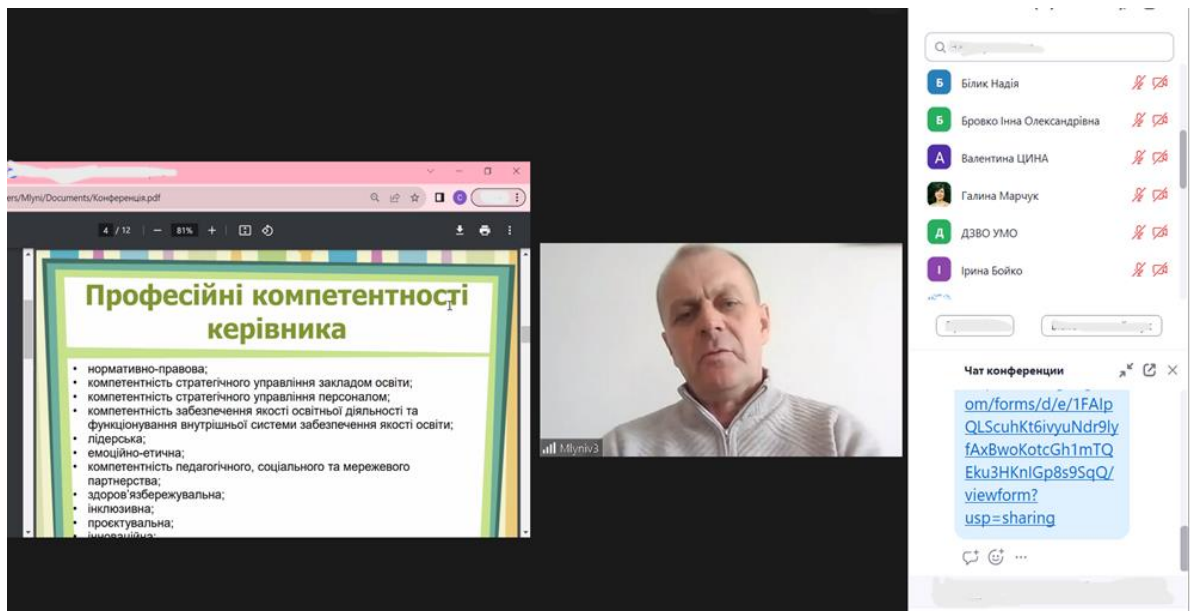 ers/Mlyni/Documents/Конференція.pdf
4 / 12 | — 81% +
Професійні компетентності
керівника
• нормативно-правова;
• компетентність стратегічного управління закладом освіти;
• компетентність стратегічного управління персоналом;
• компетентність забезпечення якості освітньої діяльності та
функціонування внутрішньої системи забезпечення якості освіти;
• лідерська;
• емоційно-етична;
• компетентність педагогічного, соціального та мережевого
партнерства;
• здоров'язбережувальна;
• інклюзивна;
• проєктувальна;
• інноваційна;
Mlyniv3
Б Білик Надія
Б Бровко Інна Олександрівна
А Валентина ЦИНА
Галина Марчук
Д ДЗВО УМО
І Ірина Бойко
Чат конференции
om/forms/d/e/1FAIp
QLScuhKt6ivyuNdr9ly
fAxBwoKotcGh1mTQ
Eku3HKnIGp8s9SqQ/
viewform?
usp=sharing